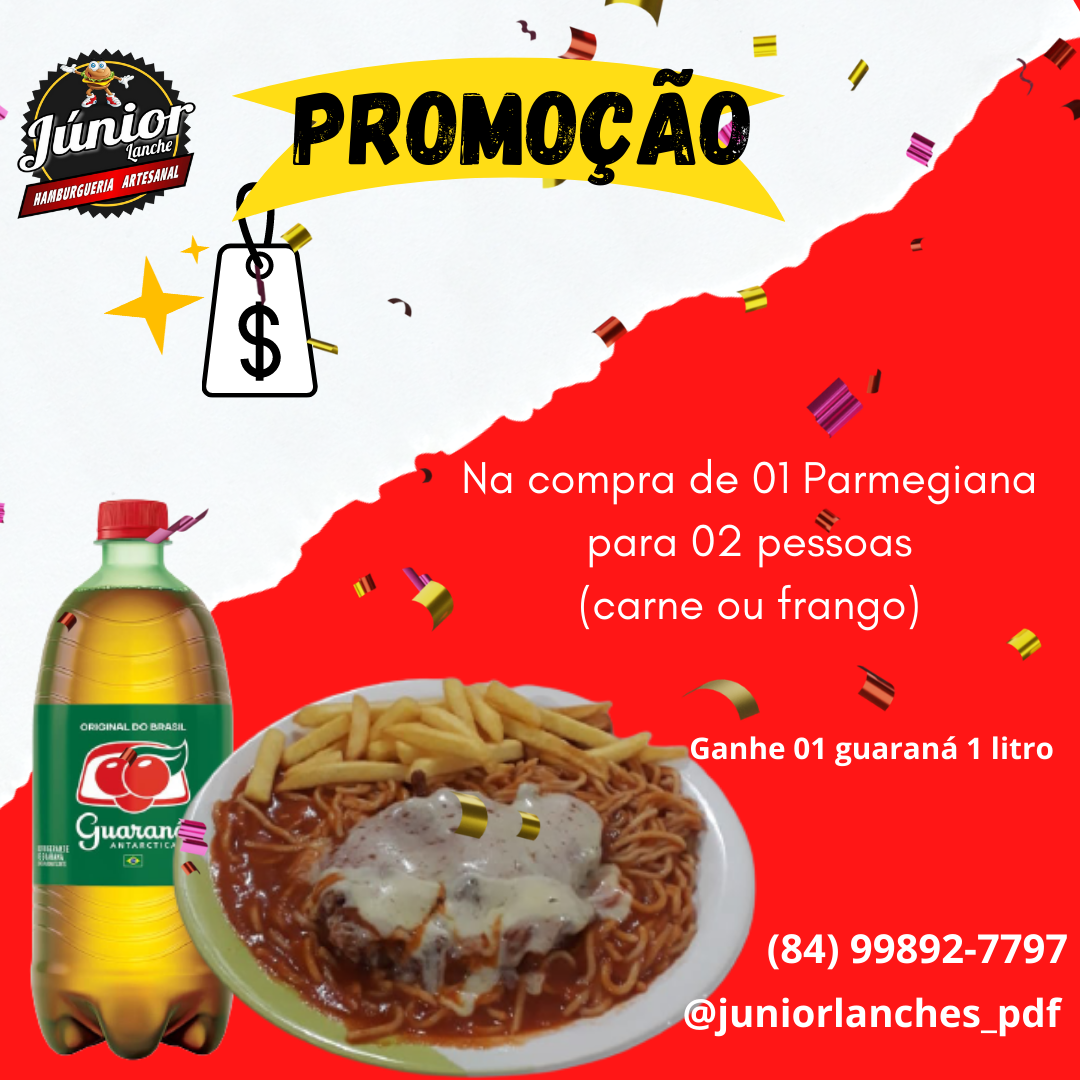 Júnior
Lanche
HAMBURGUERIA ARTESANAL
PROMOÇÃO
$
Na compra de 01 Parmegiana
para 02 pessoas
(carne ou frango)
Ganhe 01 guaraná 1 litro
ORIGINAL DO BRASIL
Guaran
ANTARCTICA
(84) 99892-7797
@juniorlanches_pdf